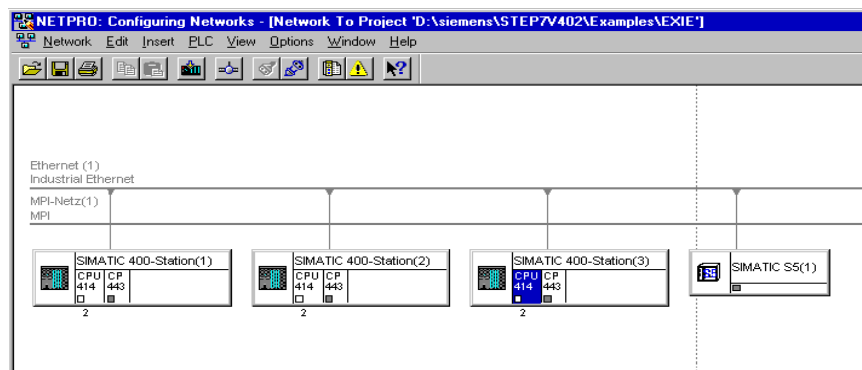 NETPRO: Configuring Networks - [Network To Project 'D:\siemens\STEP7V402\Examples\EXIE']
Network Edit Insert PLC View Options Window Help
Ethernet (1)
Industrial Ethernet
MPI-Netz(1)
MPI
SIMATIC 400-Station(1)
CPU CP
414 443
2
SIMATIC 400-Station(2)
CPU CP
414 443
2
SIMATIC 400-Station(3)
CPU CP
414 443
2
SIMATIC S5(1)